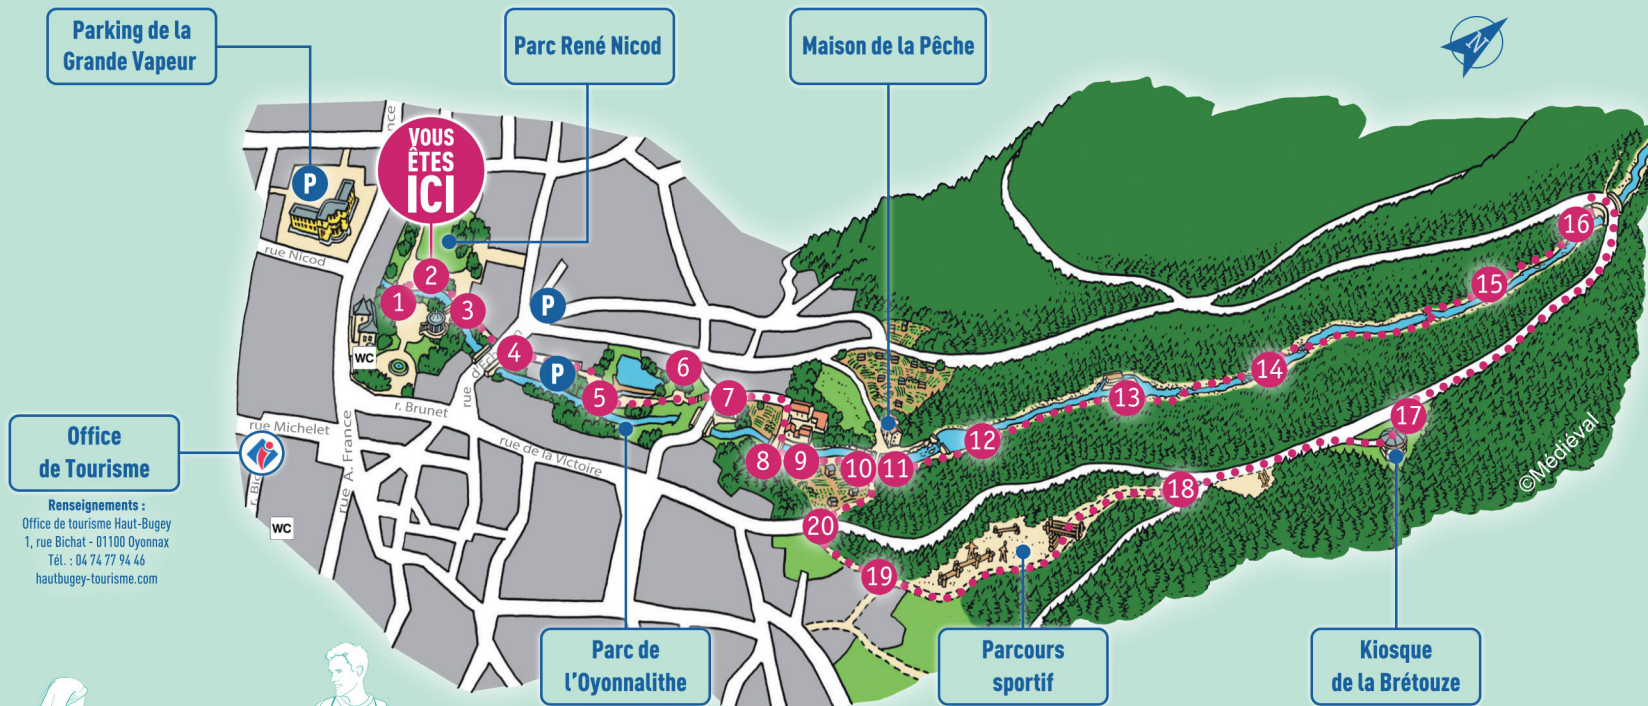 Parking de la
Grande Vapeur
Parc René Nicod
Maison de la Pêche
N
nce
VOUS
ÊTES
ICI
P
rue Nicod
1
2
3
P
WC
4
P
5
6
7
8
9
10
11
12
13
14
15
16
17
18
19
20
r. Brunet
rue
rue Michelet
rue A. France
rue de la Victoire
WC
©Médiéval
Office
de Tourisme
Renseignements :
Office de tourisme Haut-Bugey
1, rue Bichat - 01100 Oyonnax
Tél. : 04 74 77 94 46
hautbugey-tourisme.com
Parc de
l'Oyonnalithe
Parcours
sportif
Kiosque
de la Brétouze